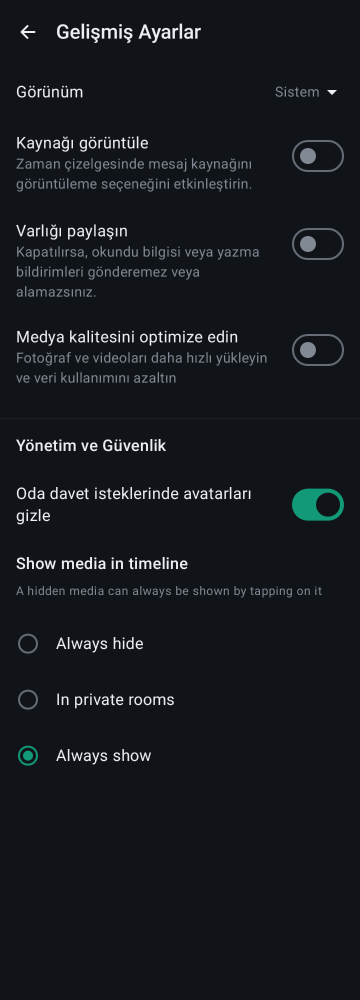 Gelişmiş Ayarlar
Görünüm
Sistem
Kaynağı görüntüle
Zaman çizelgesinde mesaj kaynağını
görüntüleme seçeneğini etkinleştirin.
Varlığı paylaşın
Kapatılırsa, okundu bilgisi veya yazma
bildirimleri gönderemez veya
alamazsınız.
Medya kalitesini optimize edin
Fotoğraf ve videoları daha hızlı yükleyin
ve veri kullanımını azaltın
Yönetim ve Güvenlik
Oda davet isteklerinde avatarları
gizle
Show media in timeline
A hidden media can always be shown by tapping on it
Always hide
In private rooms
Always show